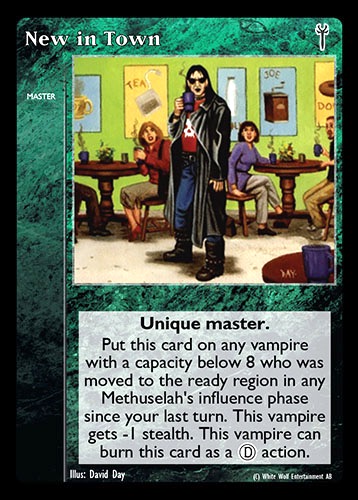 New in Town
MASTER
TEA
JOE
DAY
Unique master.
Put this card on any vampire
with a capacity below 8 who was
moved to the ready region in any
Methuselah's influence phase
since your last turn. This vampire
gets -1 stealth. This vampire can
burn this card as a Ⓓ action.
Illus: David Day
(C) White Wolf Entertainment AB